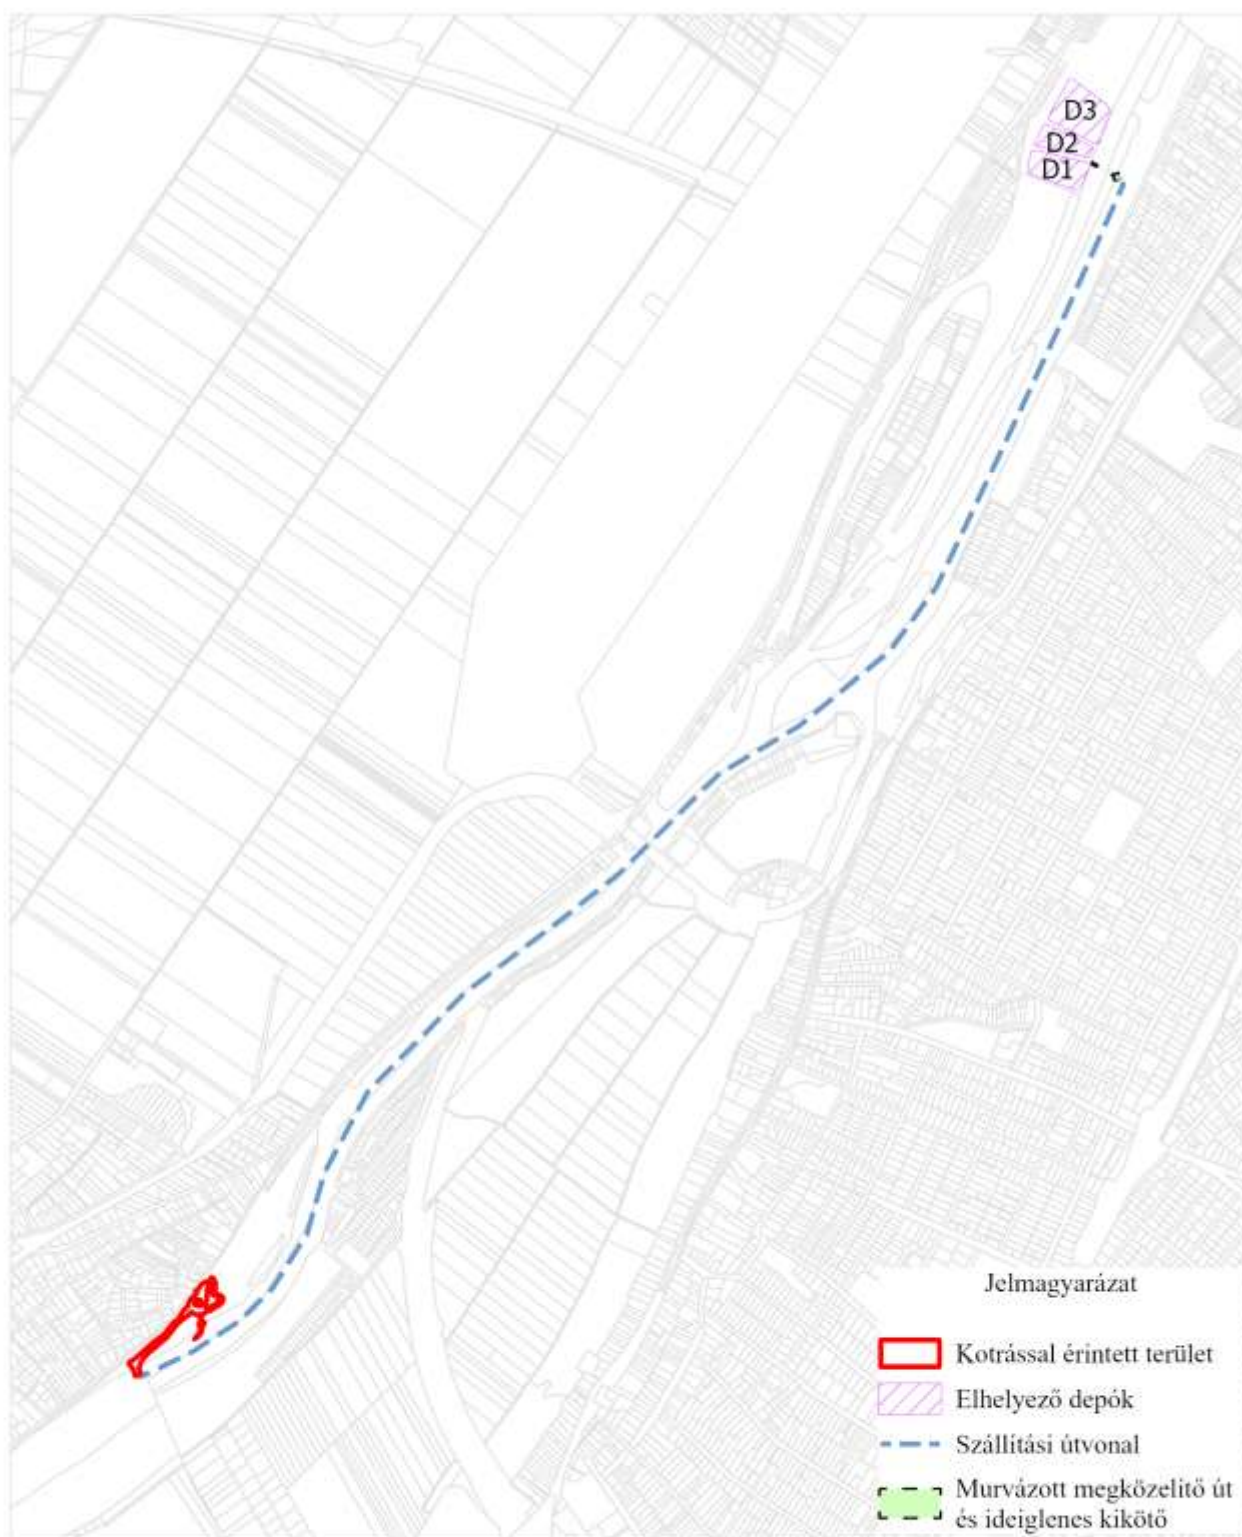 D3
D2
D1
Jelmagyarázat
Kotrással érintett terület
Elhelyező depók
Szállítási útvonal
Murvázott megközelítő út
és ideiglenes kikötő